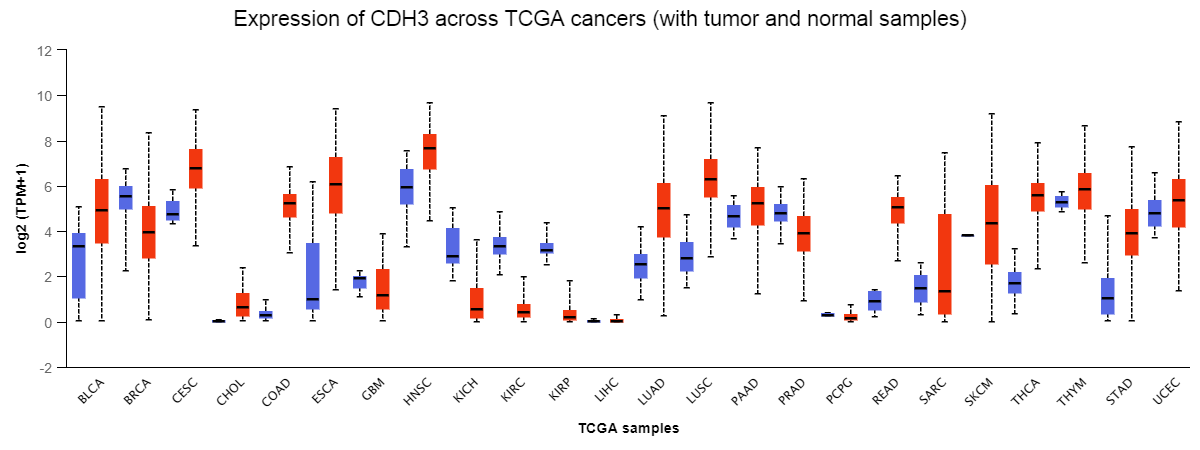 Expression of CDH3 across TCGA cancers (with tumor and normal samples)
12
10
8
6
4
2
0
-2
log2 (TPM+1)
BLCA
BRCA
CESC
CHOL
COAD
ESCA
GBM
HNSC
KICH
KIRC
KIRP
LIHC
LUAD
LUSC
PAAD
PRAD
PCPG
READ
SARC
SKCM
THCA
THYM
STAD
UCEC
TCGA samples